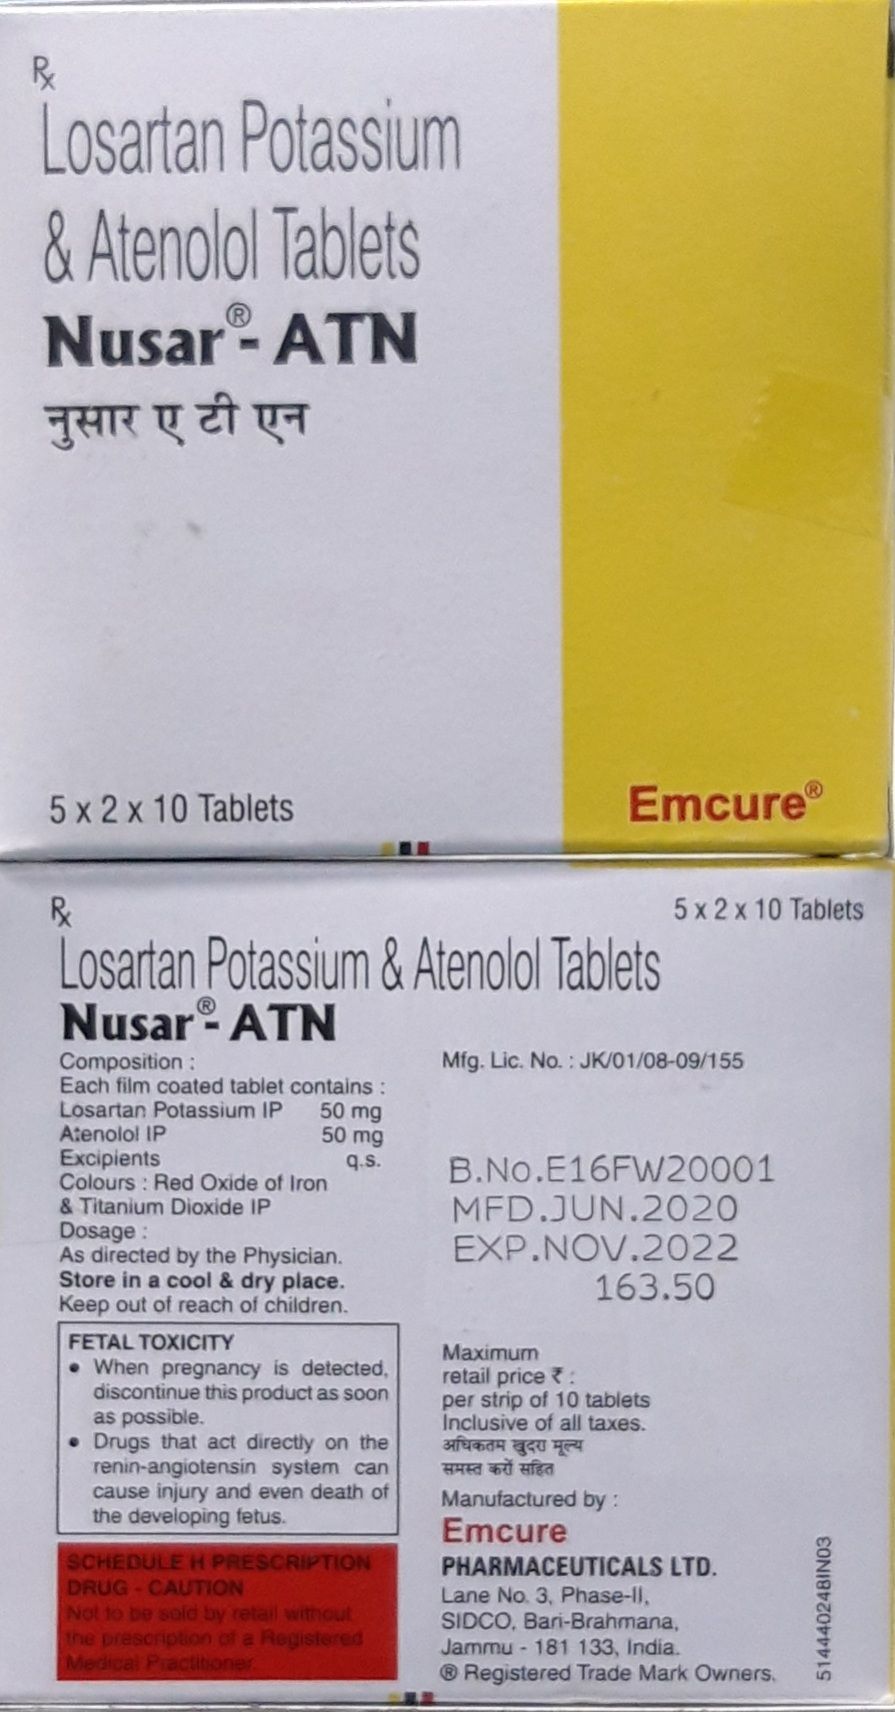 Rx
Losartan Potassium
& Atenolol Tablets
Nusar®- ATN
नुसार ए टी एन
5 x 2 x 10 Tablets
Emcure®
Rx
5 x 2 x 10 Tablets
Losartan Potassium & Atenolol Tablets
Nusar®- ATN
Composition :
Each film coated tablet contains :
Losartan Potassium IP 50 mg
Atenolol IP 50 mg
Excipients q.s.
Colours : Red Oxide of Iron
& Titanium Dioxide IP
Dosage :
As directed by the Physician.
Store in a cool & dry place.
Keep out of reach of children.
FETAL TOXICITY
• When pregnancy is detected,
discontinue this product as soon
as possible.
• Drugs that act directly on the
renin-angiotensin system can
cause injury and even death of
the developing fetus.
SCHEDULE H PRESCRIPTION
DRUG - CAUTION
Not to be sold by retail without
the prescription of a Registered
Medical Practitioner.
Mfg. Lic. No. : JK/01/08-09/155
B.No.E16FW20001
MFD.JUN.2020
EXP.NOV.2022
163.50
Maximum
retail price ₹ :
per strip of 10 tablets
Inclusive of all taxes.
अधिकतम खुदरा मूल्य
समस्त करों सहित
Manufactured by :
Emcure
PHARMACEUTICALS LTD.
Lane No. 3, Phase-II,
SIDCO, Bari-Brahmana,
Jammu - 181 133, India.
® Registered Trade Mark Owners.
514440248IN03